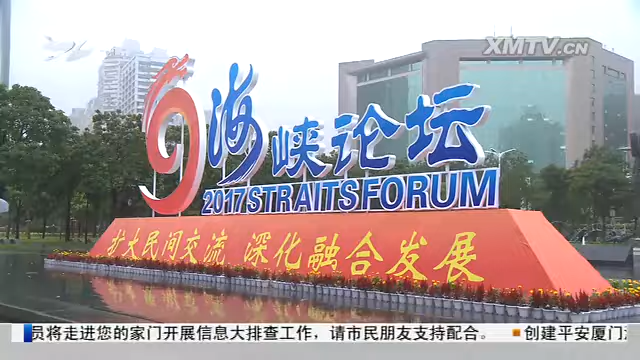 XMTV.CN
海峡论坛
2017 STRAITS FORUM
扩大民间交流 深化融合发展
员将走进您的家门开展信息大排查工作，请市民朋友支持配合。 ■创建平安厦门